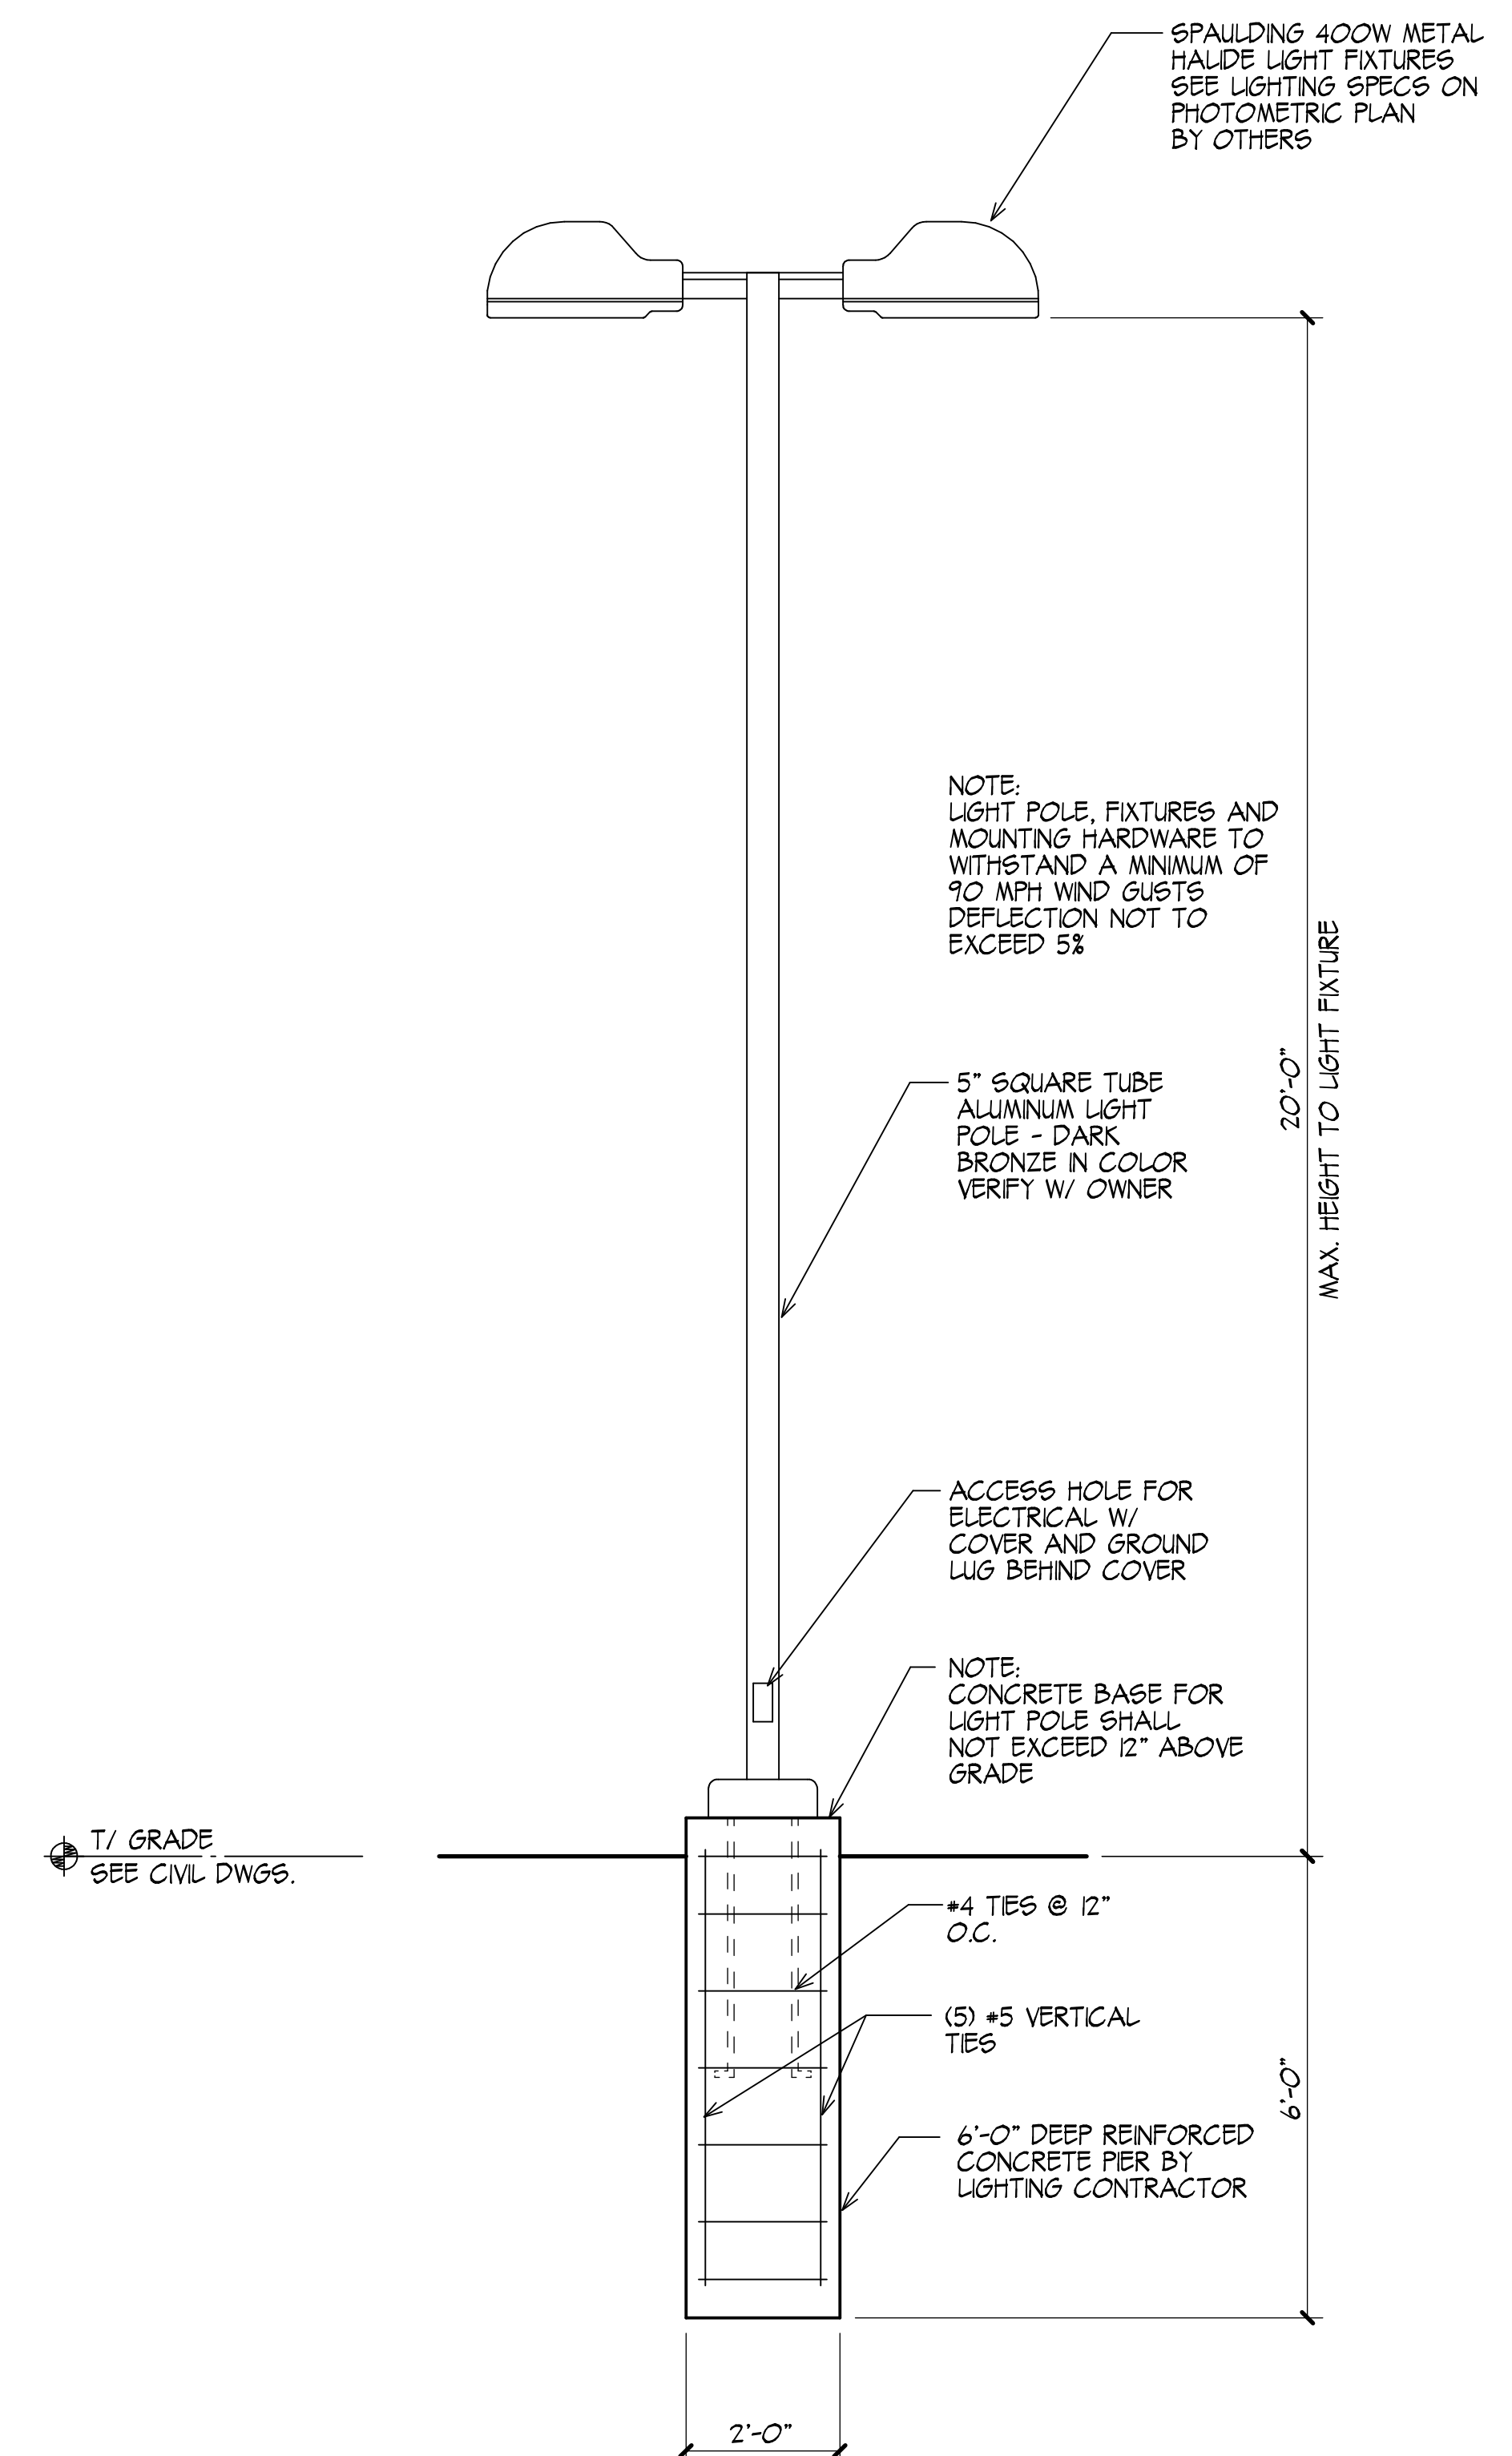 SPAULDING 400W METAL
HALIDE LIGHT FIXTURES
SEE LIGHTING SPECS ON
PHOTOMETRIC PLAN
BY OTHERS
NOTE:
LIGHT POLE, FIXTURES AND
MOUNTING HARDWARE TO
WITHSTAND A MINIMUM OF
90 MPH WIND GUSTS
DEFLECTION NOT TO
EXCEED 5%
20'-0"
MAX. HEIGHT TO LIGHT FIXTURE
5" SQUARE TUBE
ALUMINUM LIGHT
POLE - DARK
BRONZE IN COLOR
VERIFY W/ OWNER
ACCESS HOLE FOR
ELECTRICAL W/
COVER AND GROUND
LUG BEHIND COVER
NOTE:
CONCRETE BASE FOR
LIGHT POLE SHALL
NOT EXCEED 12" ABOVE
GRADE
T/ GRADE
SEE CIVIL DWGS.
#4 TIES @ 12"
O.C.
(5) #5 VERTICAL
TIES
6'-0"
6'-0" DEEP REINFORCED
CONCRETE PIER BY
LIGHTING CONTRACTOR
2'-0"